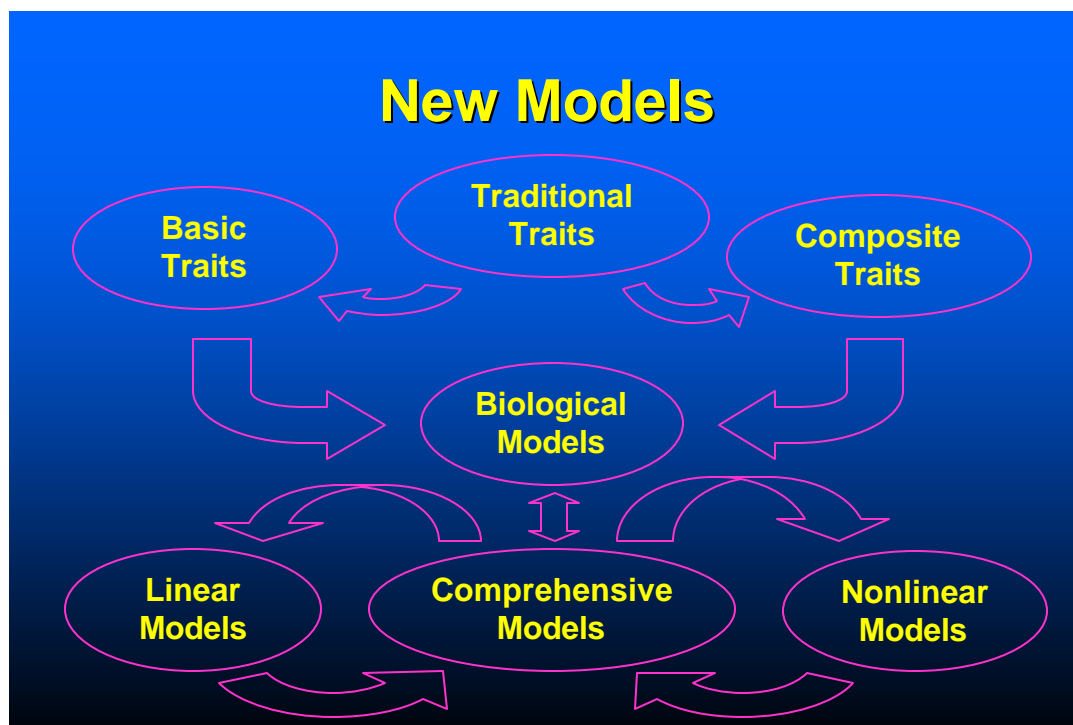 New Models
Traditional
Traits
Basic
Traits
Composite
Traits
Biological
Models
Linear
Models
Comprehensive
Models
Nonlinear
Models